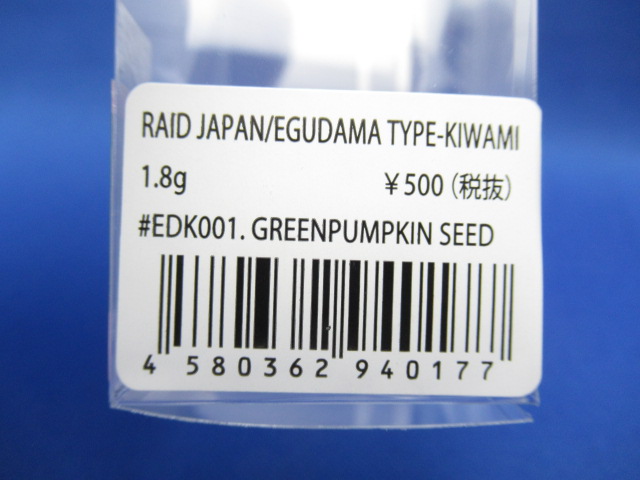 RAID JAPAN/EGUDAMA TYPE-KIWAMI
1.8g ￥500(税抜)
#EDK001. GREENPUMPKIN SEED
4 580362 940177